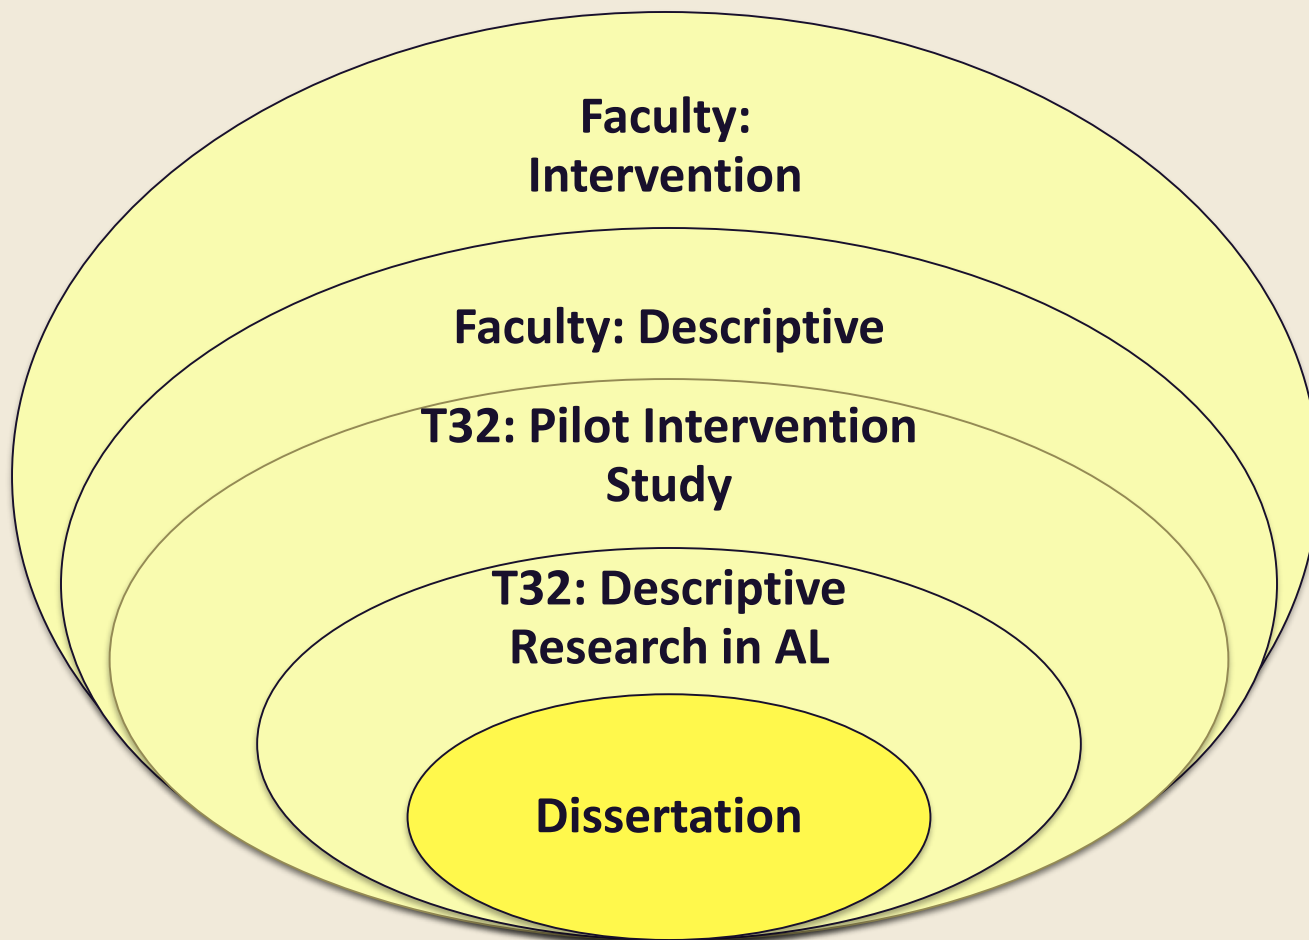 Faculty:
Intervention
Faculty: Descriptive
T32: Pilot Intervention
Study
T32: Descriptive
Research in AL
Dissertation